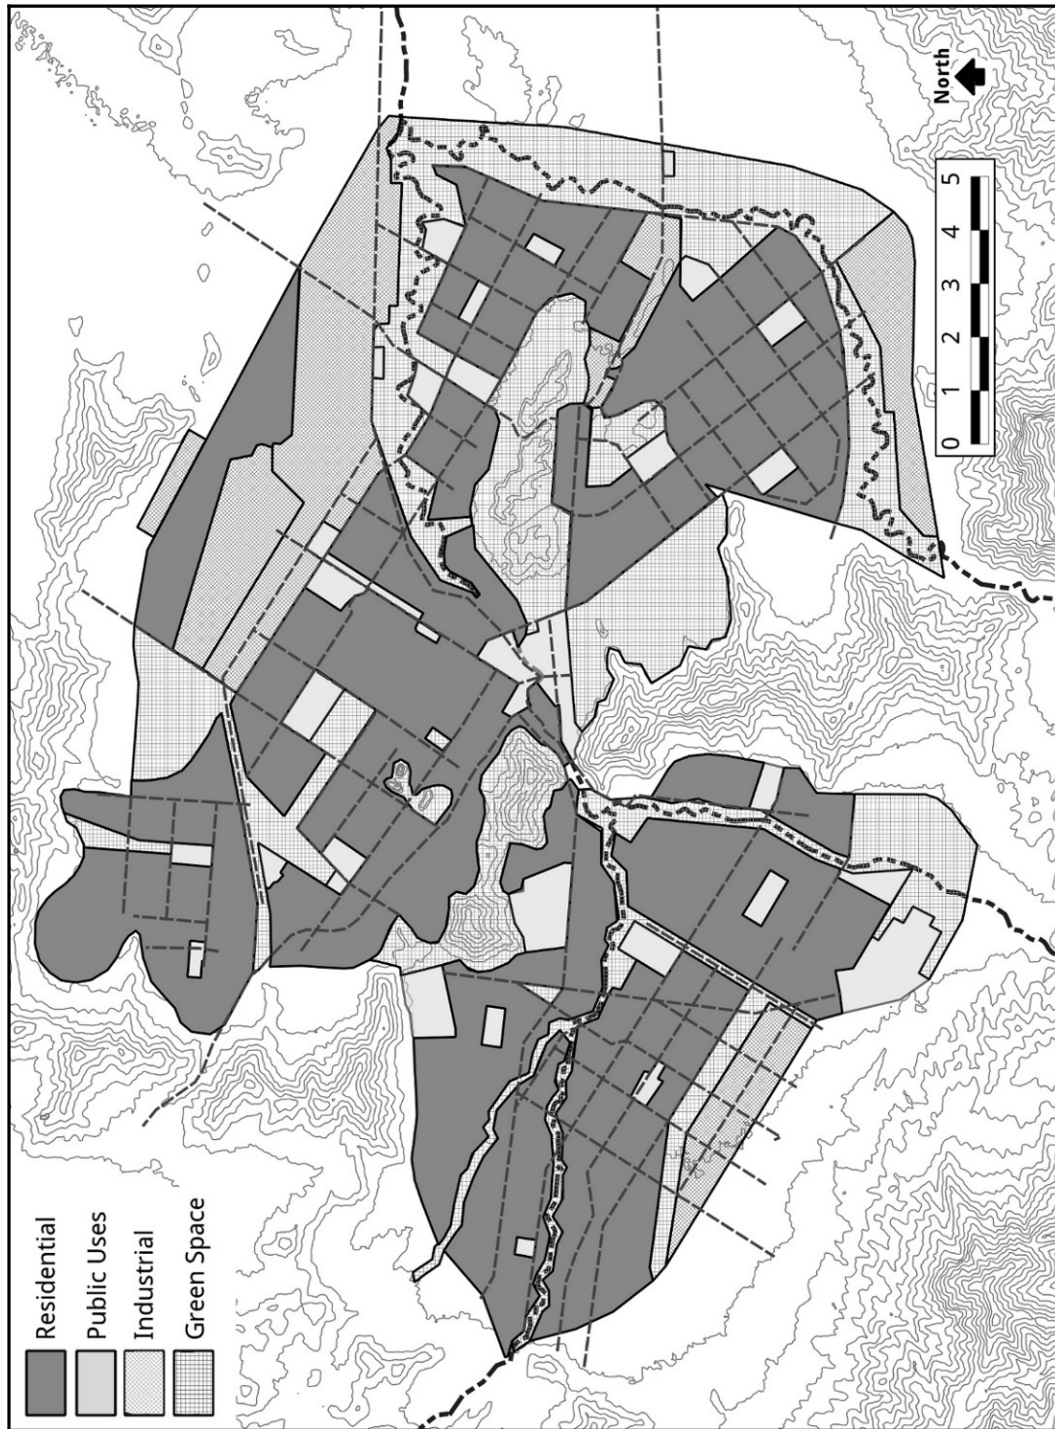 North
0 1 2 3 4 5
Residential
Public Uses
Industrial
Green Space